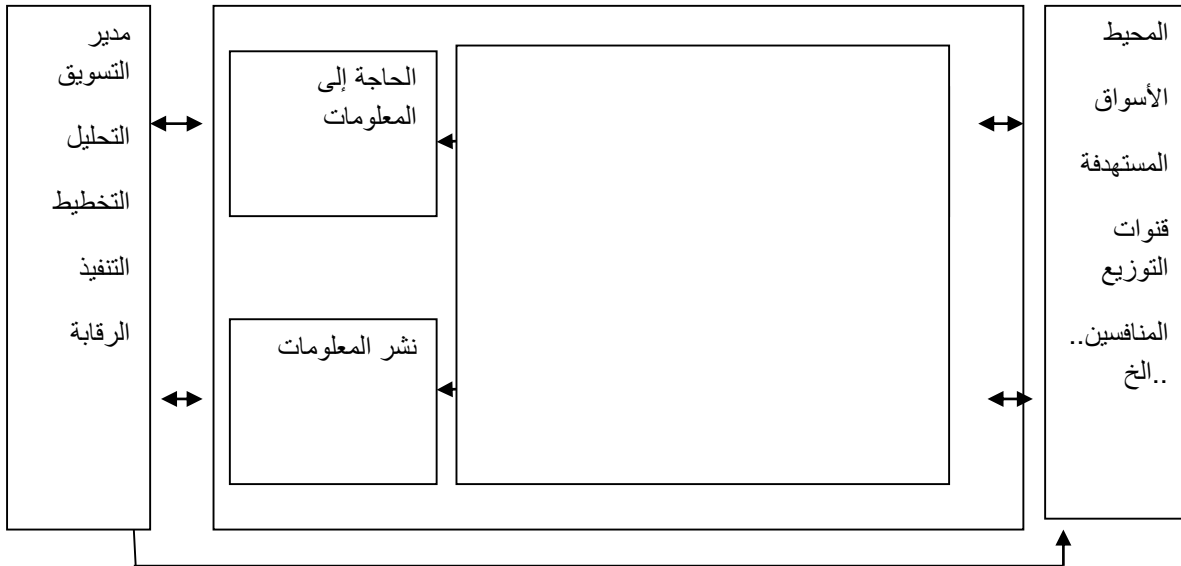 المحيط
الأسواق
المستهدفة
قنوات
التوزيع
المنافسين..
..الخ
الحاجة إلى
المعلومات
نشر المعلومات
مدير
التسويق
التحليل
التخطيط
التنفيذ
الرقابة